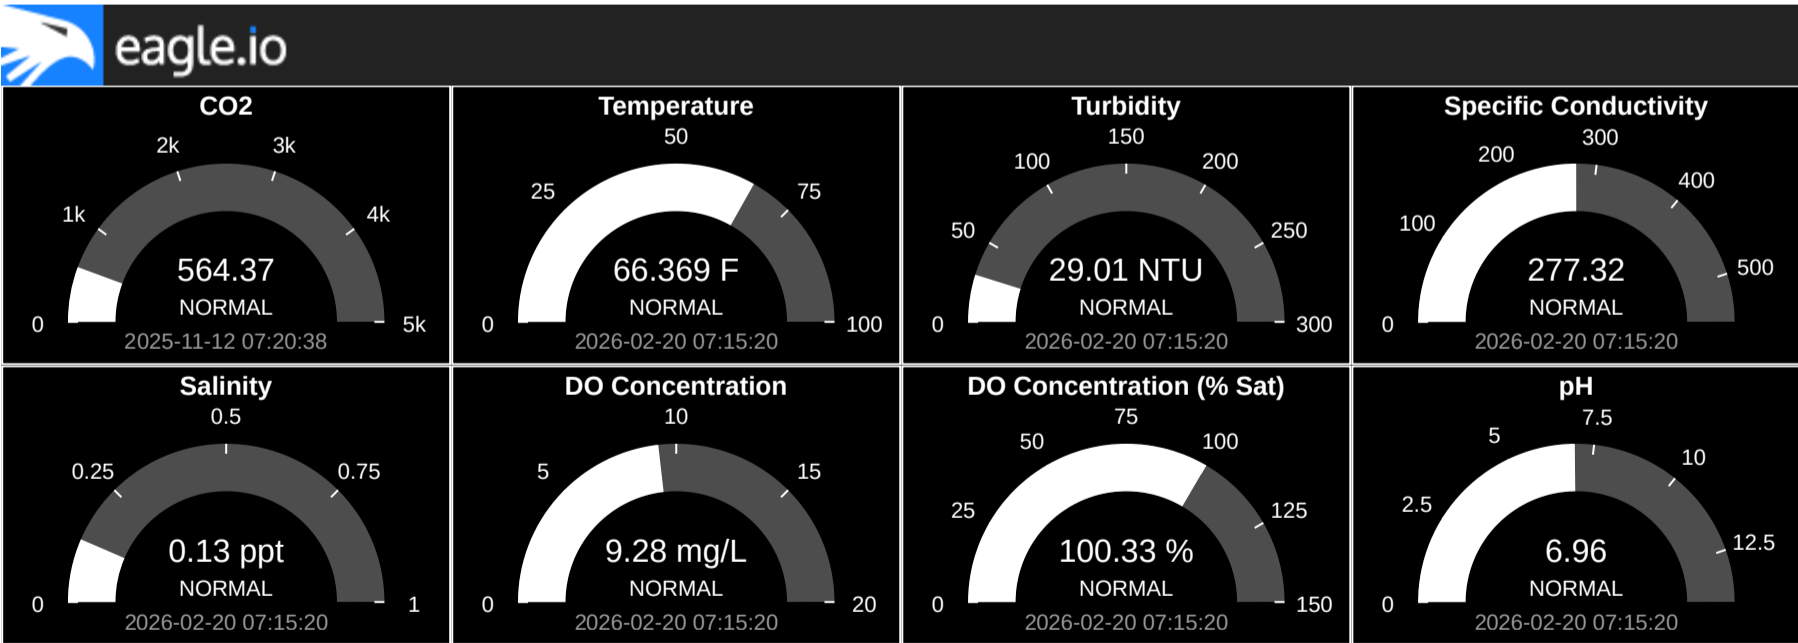 eagle.io
CO2
0
1k
2k
3k
4k
5k
564.37
NORMAL
2025-11-12 07:20:38
Temperature
0
25
50
75
100
66.369 F
NORMAL
2026-02-20 07:15:20
Turbidity
0
50
100
150
200
250
300
29.01 NTU
NORMAL
2026-02-20 07:15:20
Specific Conductivity
0
100
200
300
400
500
277.32
NORMAL
2026-02-20 07:15:20
Salinity
0
0.25
0.5
0.75
1
0.13 ppt
NORMAL
2026-02-20 07:15:20
DO Concentration
0
5
10
15
20
9.28 mg/L
NORMAL
2026-02-20 07:15:20
DO Concentration (% Sat)
0
25
50
75
100
125
150
100.33 %
NORMAL
2026-02-20 07:15:20
pH
0
2.5
5
7.5
10
12.5
6.96
NORMAL
2026-02-20 07:15:20